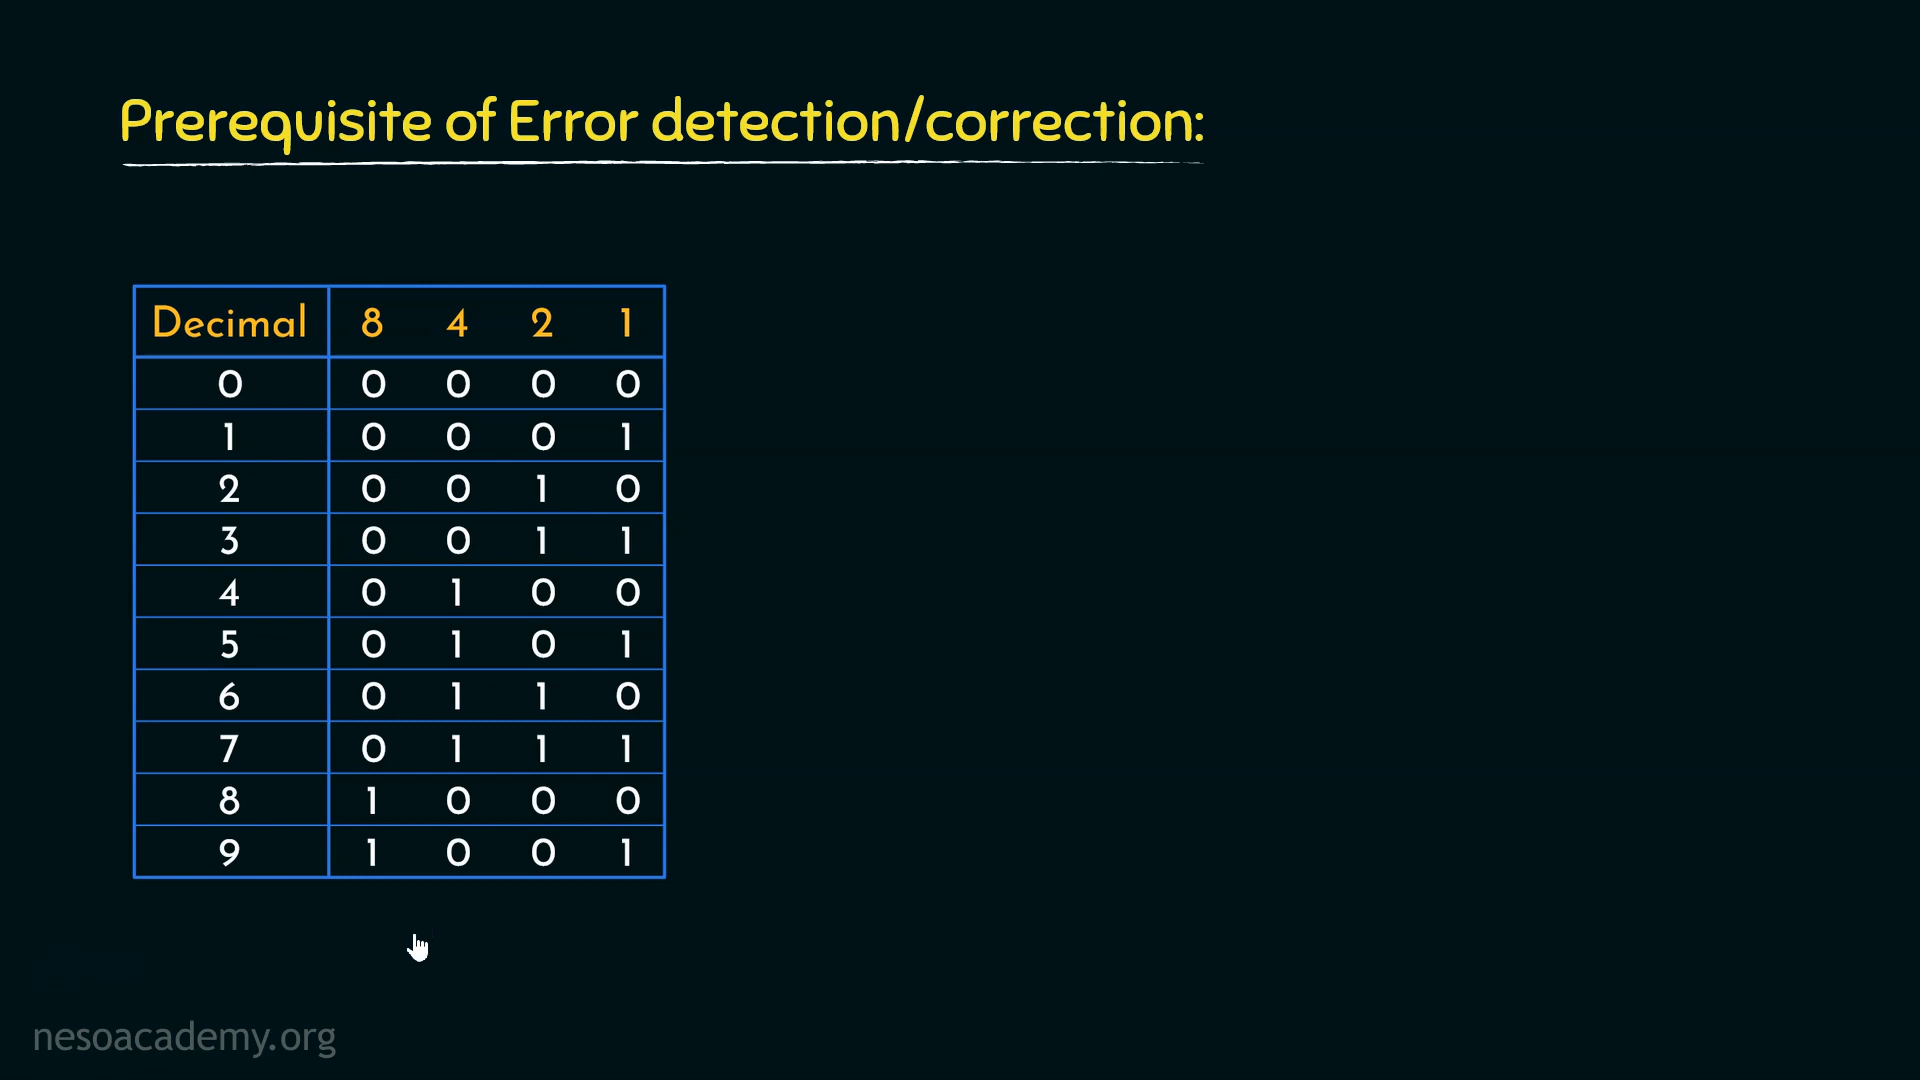 Prerequisite of Error detection/correction:
Decimal 8 4 2 1
0 0 0 0 0
1 0 0 0 1
2 0 0 1 0
3 0 0 1 1
4 0 1 0 0
5 0 1 0 1
6 0 1 1 0
7 0 1 1 1
8 1 0 0 0
9 1 0 0 1
nesoacademy.org